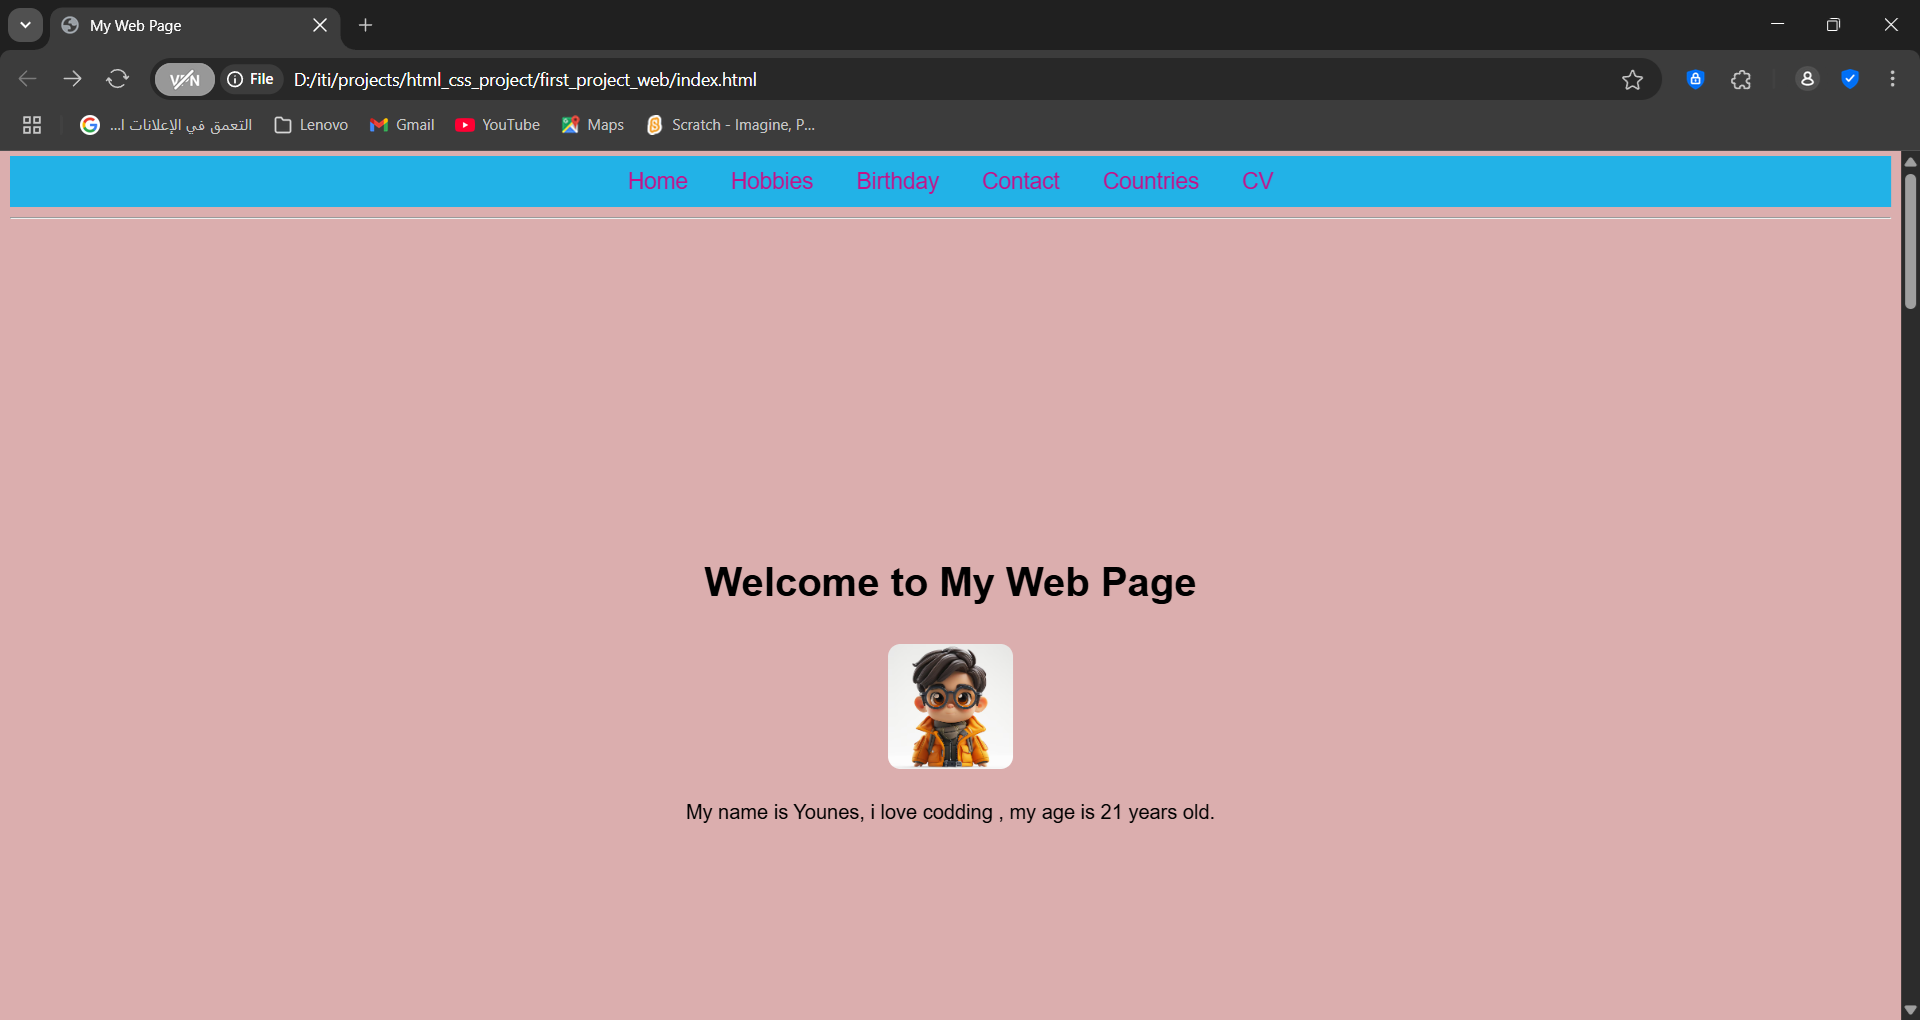 My Web Page
VPN File D:/iti/projects/html_css_project/first_project_web/index.html
التعمق في الإعلانات ا... Lenovo Gmail YouTube Maps Scratch - Imagine, P...
Home Hobbies Birthday Contact Countries CV
Welcome to My Web Page
My name is Younes, i love codding , my age is 21 years old.